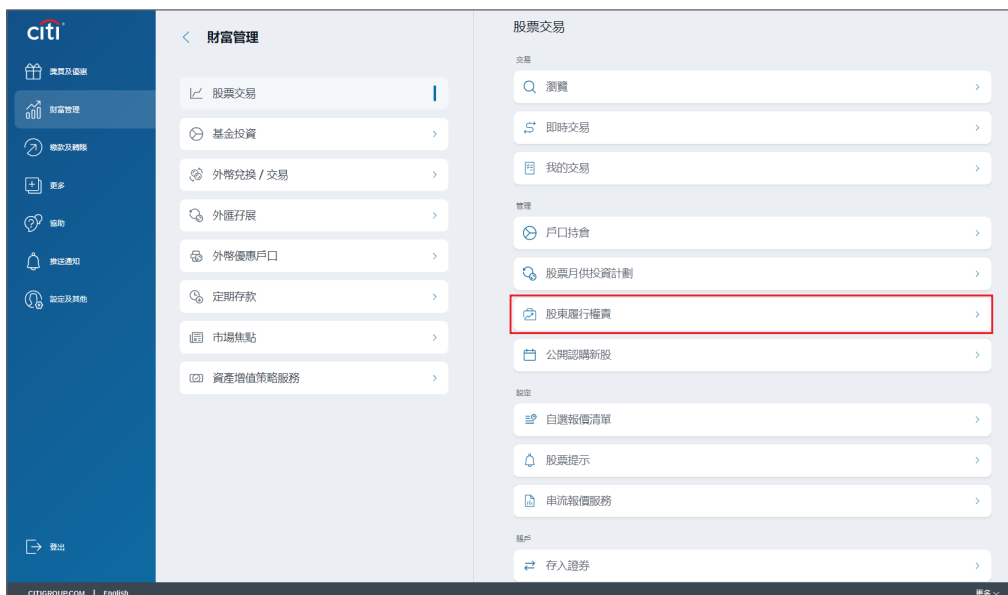 citi
獎賞及優惠
財富管理
繳款及轉賬
更多
協助
推送通知
設定及其他
登出
財富管理
股票交易
基金投資
外幣兌換 / 交易
外匯孖展
外幣優惠戶口
定期存款
市場焦點
資產增值策略服務
股票交易
交易
瀏覽
即時交易
我的交易
管理
戶口持倉
股票月供投資計劃
股東履行權責
公開認購新股
設定
自選報價清單
股票提示
串流報價服務
賬戶
存入證券
CITIGROUP.COM | English
更多